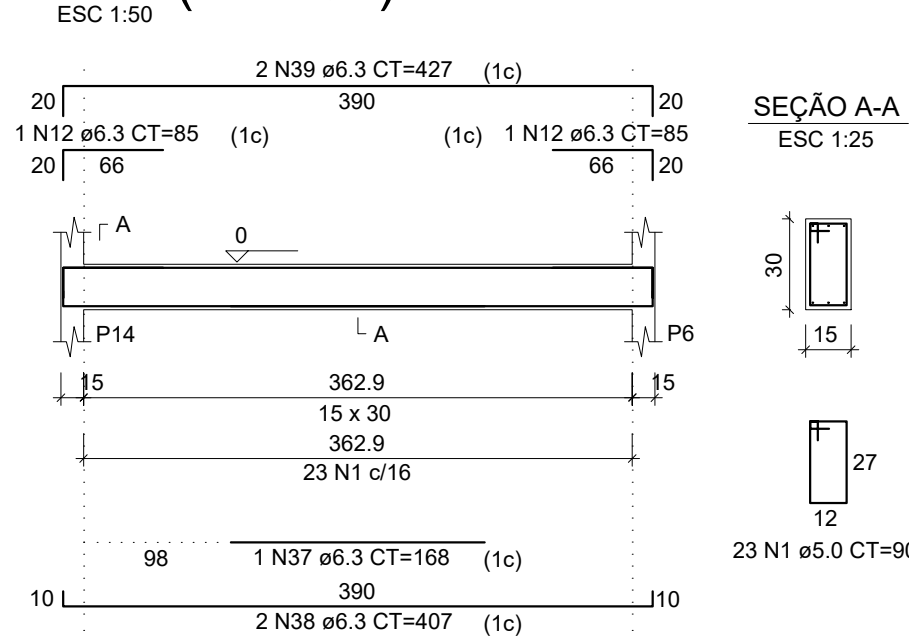 ESC 1:50
2 N39 ø6.3 CT=427 (1c)
20 390 20
1 N12 ø6.3 CT=85 (1c) (1c) 1 N12 ø6.3 CT=85
20 66 66 20
SEÇÃO A-A
ESC 1:25
A
0
P14 A P6
30
15
15 362.9 15
15 x 30
362.9
23 N1 c/16
27
12
23 N1 ø5.0 CT=90
98 1 N37 ø6.3 CT=168 (1c)
10 390 10
2 N38 ø6.3 CT=407 (1c)